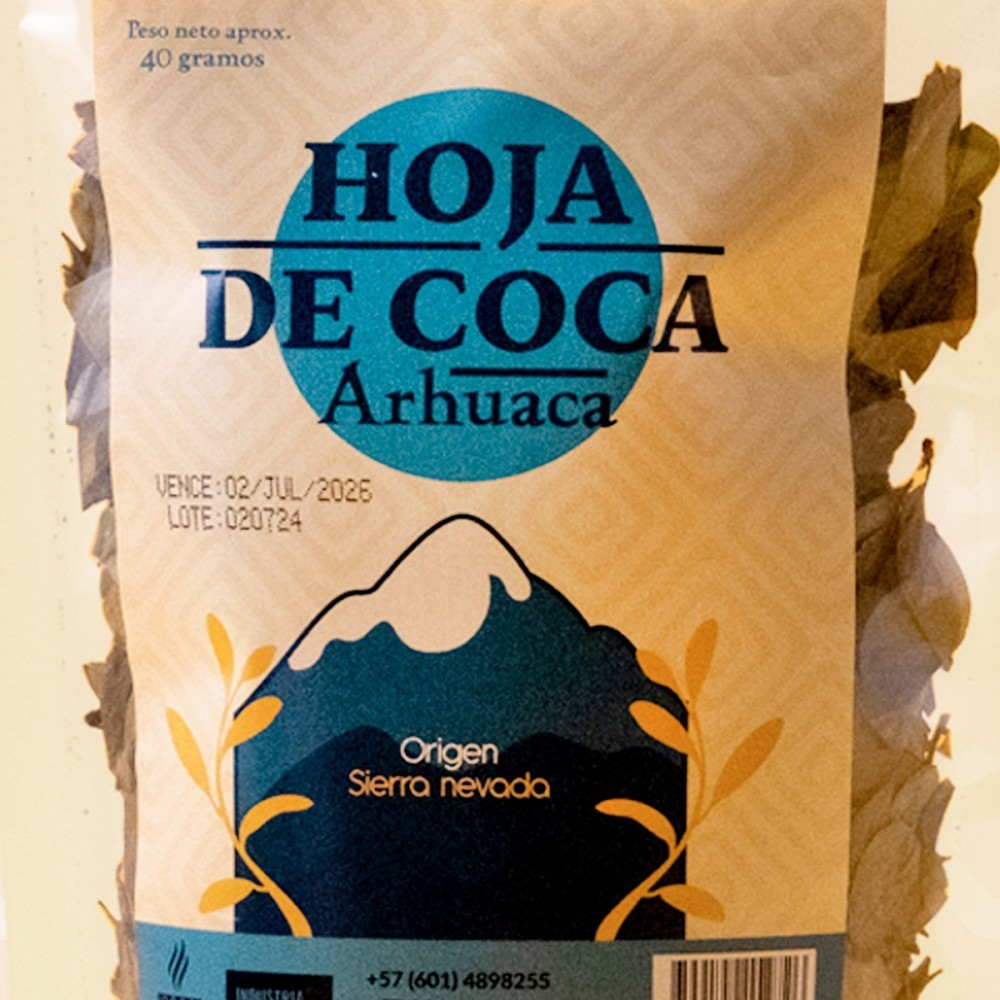 Peso neto aprox.
40 gramos
HOJA
DE COCA
Arhuaca
VENCE:02/JUL/2026
LOTE:020724
Origen
Sierra nevada
INDUSTRIA
+57 (601) 4898255